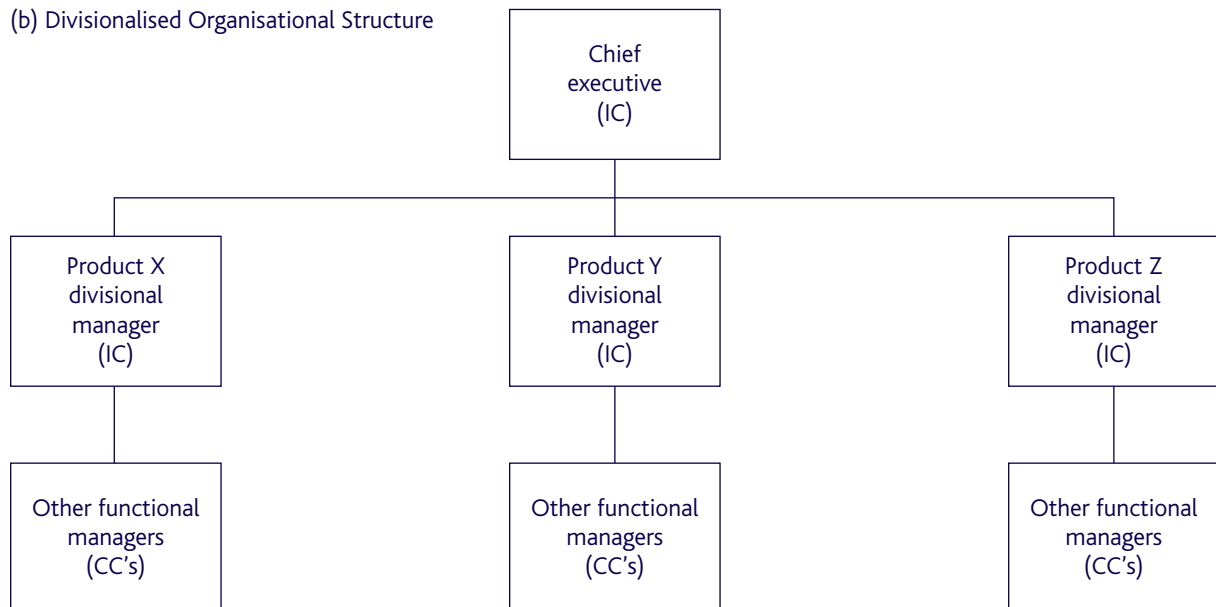 (b) Divisionalised Organisational Structure
Chief
executive
(IC)
Product X
divisional
manager
(IC)
Product Y
divisional
manager
(IC)
Product Z
divisional
manager
(IC)
Other functional
managers
(CC’s)
Other functional
managers
(CC’s)
Other functional
managers
(CC’s)